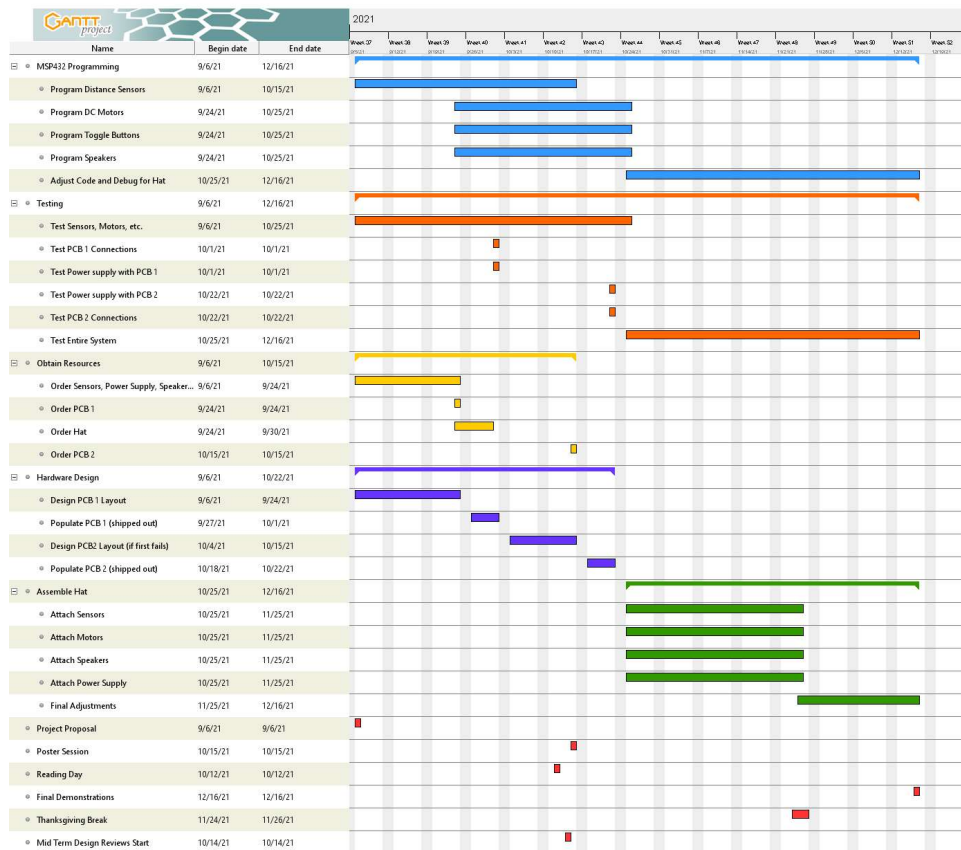 GANTT project
2021
Name Begin date End date
Week 37 Week 38 Week 39 Week 40 Week 41 Week 42 Week 43 Week 44 Week 45 Week 46 Week 47 Week 48 Week 49 Week 50 Week 51 Week 52
MSP432 Programming 9/6/21 12/16/21
Program Distance Sensors 9/6/21 10/15/21
Program DC Motors 9/24/21 10/25/21
Program Toggle Buttons 9/24/21 10/25/21
Program Speakers 9/24/21 10/25/21
Adjust Code and Debug for Hat 10/25/21 12/16/21
Testing 9/6/21 12/16/21
Test Sensors, Motors, etc. 9/6/21 10/25/21
Test PCB 1 Connections 10/1/21 10/1/21
Test Power supply with PCB 1 10/1/21 10/1/21
Test Power supply with PCB 2 10/22/21 10/22/21
Test PCB 2 Connections 10/22/21 10/22/21
Test Entire System 10/25/21 12/16/21
Obtain Resources 9/6/21 10/15/21
Order Sensors, Power Supply, Speaker... 9/6/21 9/24/21
Order PCB 1 9/24/21 9/24/21
Order Hat 9/24/21 9/30/21
Order PCB 2 10/15/21 10/15/21
Hardware Design 9/6/21 10/22/21
Design PCB 1 Layout 9/6/21 9/24/21
Populate PCB 1 (shipped out) 9/27/21 10/1/21
Design PCB2 Layout (if first fails) 10/4/21 10/15/21
Populate PCB 2 (shipped out) 10/18/21 10/22/21
Assemble Hat 10/25/21 12/16/21
Attach Sensors 10/25/21 11/25/21
Attach Motors 10/25/21 11/25/21
Attach Speakers 10/25/21 11/25/21
Attach Power Supply 10/25/21 11/25/21
Final Adjustments 11/25/21 12/16/21
Project Proposal 9/6/21 9/6/21
Poster Session 10/15/21 10/15/21
Reading Day 10/12/21 10/12/21
Final Demonstrations 12/16/21 12/16/21
Thanksgiving Break 11/24/21 11/26/21
Mid Term Design Reviews Start 10/14/21 10/14/21